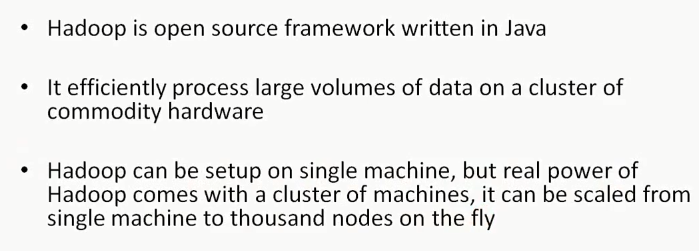 • Hadoop is open source framework written in Java
• It efficiently process large volumes of data on a cluster of
commodity hardware
• Hadoop can be setup on single machine, but real power of
Hadoop comes with a cluster of machines, it can be scaled from
single machine to thousand nodes on the fly